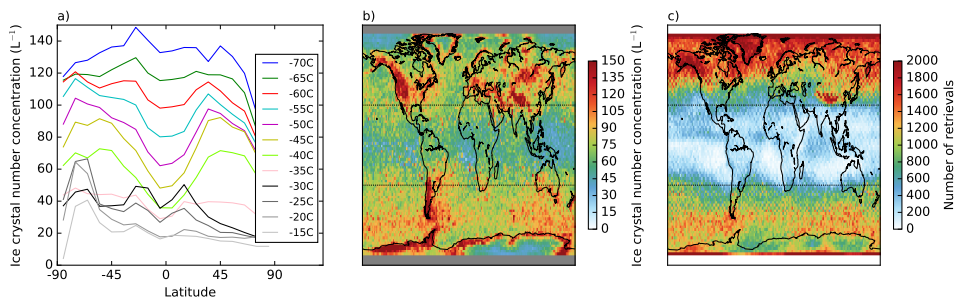 a)
Ice crystal number concentration (L⁻¹)
140
120
100
80
60
40
20
0
-90
-45
0
45
90
Latitude
-70C
-65C
-60C
-55C
-50C
-45C
-40C
-35C
-30C
-25C
-20C
-15C
b)
150
135
120
105
90
75
60
45
30
15
0
Ice crystal number concentration (L⁻¹)
c)
2000
1800
1600
1400
1200
1000
800
600
400
200
0
Number of retrievals